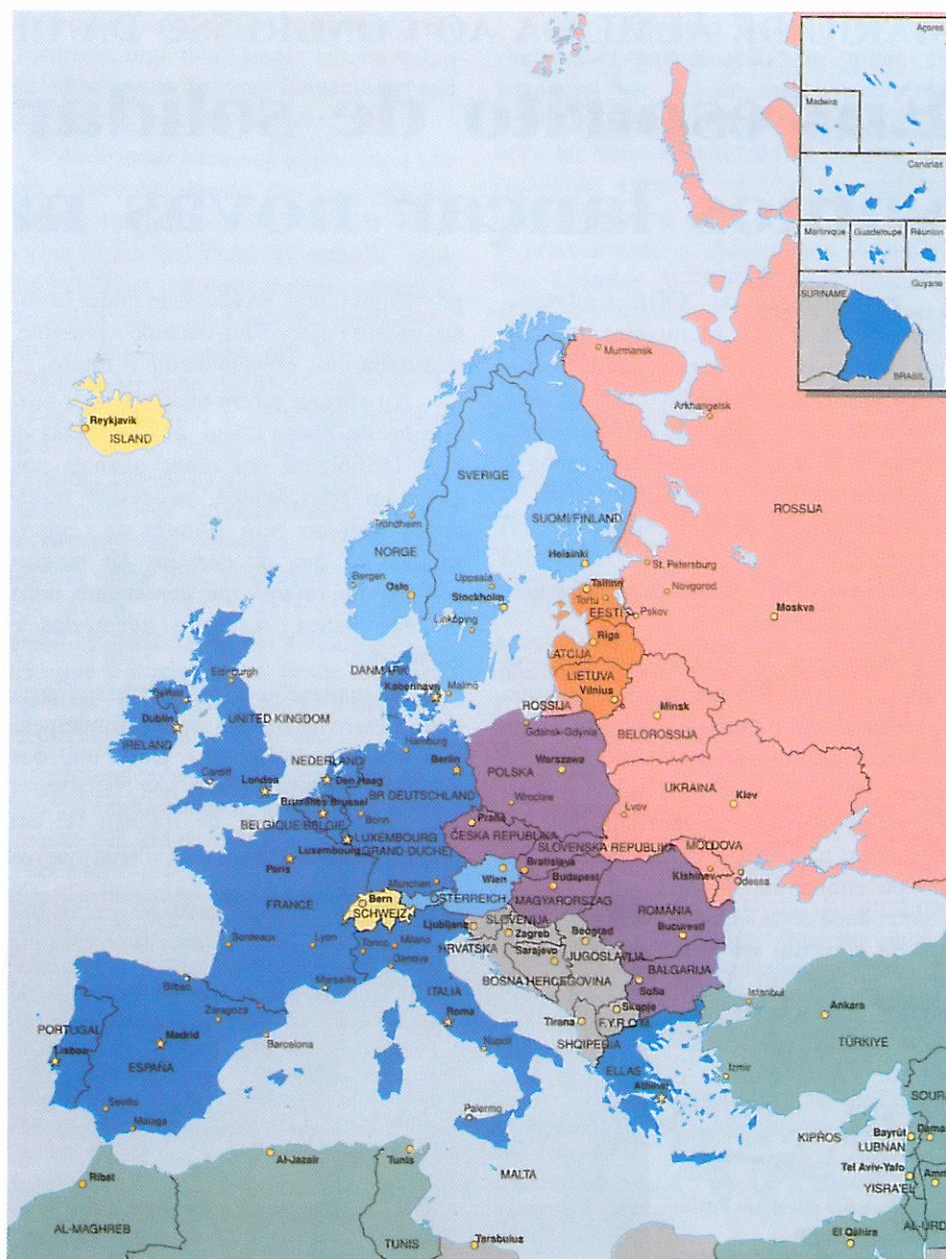 Açores
Madeira
Canarias
Martinique
Guadeloupe
Réunion
Guyane
SURINAME
BRASIL
Murmansk
Arkhangelsk
Reykjavik
ISLAND
SVERIGE
ROSSIJA
SUOMI/FINLAND
Trondheim
NORGE
Helsinki
St. Petersburg
Bergen
Oslo
Uppsala
Tallinn
Novgorod
Stockholm
Tortu
EESTI
Pskov
Moskva
Linköping
Riga
LATCIJA
DANMARK
LIETUVA
Edinburgh
København
Malmö
Vilnius
Minsk
ROSSIJA
Dublin
UNITED KINGDOM
Gdansk-Gdynia
BELOROSSIJA
IRELAND
Hamburg
NEDERLAND
Berlin
Warszawa
Cardiff
Den Haag
POLSKA
London
BR DEUTSCHLAND
UKRAINA
Bruxelles Brussel
Wroclaw
Kiev
Bonn
Lvov
BELGIQUE/BELGIË
Praha
LUXEMBOURG
ČESKA REPUBLIKA
Luxembourg
(GRAND-DUCHÉ)
SLOVENSKA REPUBLIKA
MOLDOVA
Paris
Bratislava
Kishinev
München
Wien
Budapest
Odessa
Bern
ÖSTERREICH
MAGYARORSZAG
FRANCE
SCHWEIZ
SLOVENIJA
ROMÂNIA
Ljubljana
Zagreb
Beograd
Bucuresti
Bordeaux
Lyon
Torino
Milano
HRVATSKA
Sarajevo
JUGOSLAVIJA
Genova
BOSNA HERCEGOVINA
BALGARIJA
Bilbao
Marseille
ITALIA
Sofia
Zaragoza
Roma
Skopje
Istanbul
Tirana
F.Y.R.O.M.
Ankara
PORTUGAL
Madrid
Barcelona
Napoli
SHQIPERIA
TÜRKIYE
Lisboa
ESPAÑA
ELLAS
Izmir
Athinai
Sevilla
Palermo
Malaga
KIPROS
Bayrût
LUBNAN
Al-Jazair
Tunis
MALTA
Tel Aviv-Yafo
Ribat
YISRA'EL
AL-MAGHREB
TUNIS
Tarabulus
El Qâhira